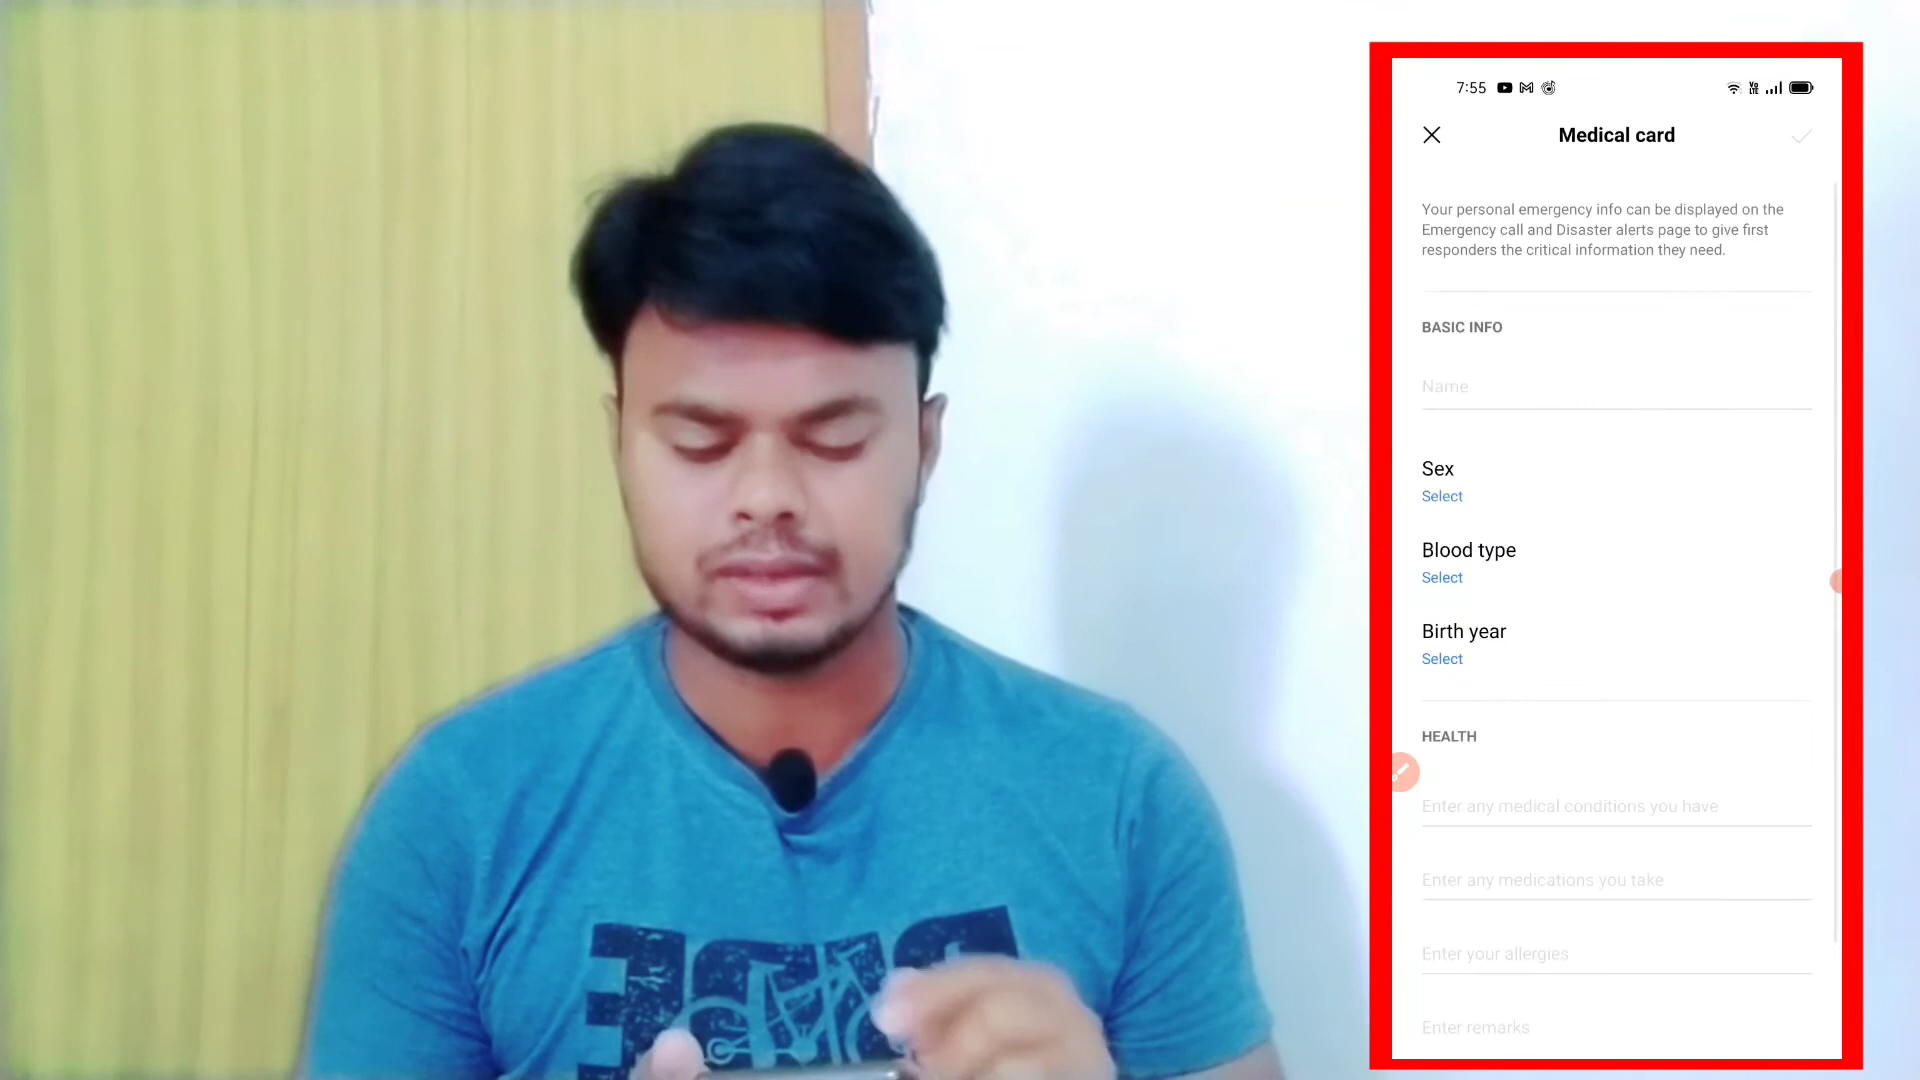 7:55
Medical card
Your personal emergency info can be displayed on the
Emergency call and Disaster alerts page to give first
responders the critical information they need.
BASIC INFO
Name
Sex
Select
Blood type
Select
Birth year
Select
HEALTH
Enter any medical conditions you have
Enter any medications you take
Enter your allergies
Enter remarks